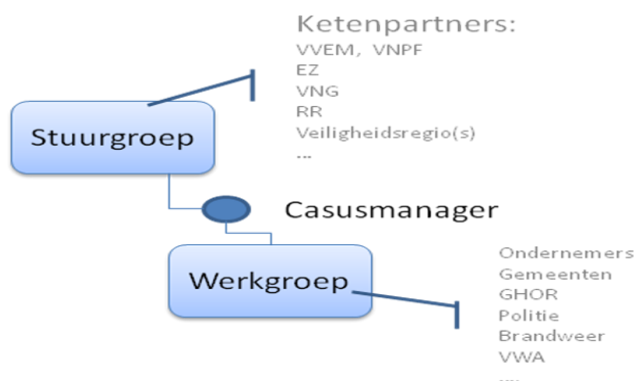 Ketenpartners:
VVEM, VNPF
EZ
VNG
RR
Veiligheidsregio(s)
...
Stuurgroep
Casusmanager
Werkgroep
Ondernemers
Gemeenten
GHOR
Politie
Brandweer
VWA
....